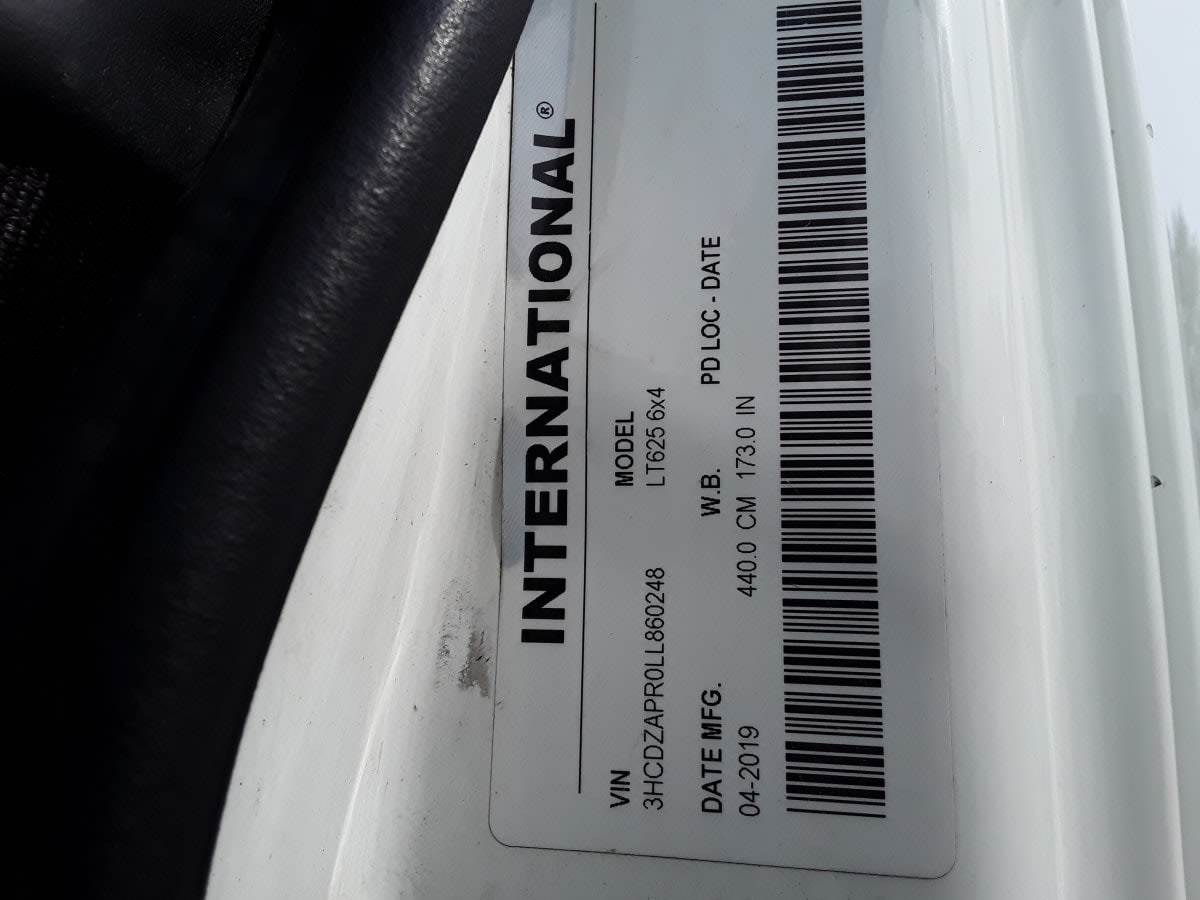 INTERNATIONAL®
VIN MODEL
3HCDZAPR0LL860248 LT625 6x4
DATE MFG. W.B. PD LOC - DATE
04-2019 440.0 CM 173.0 IN